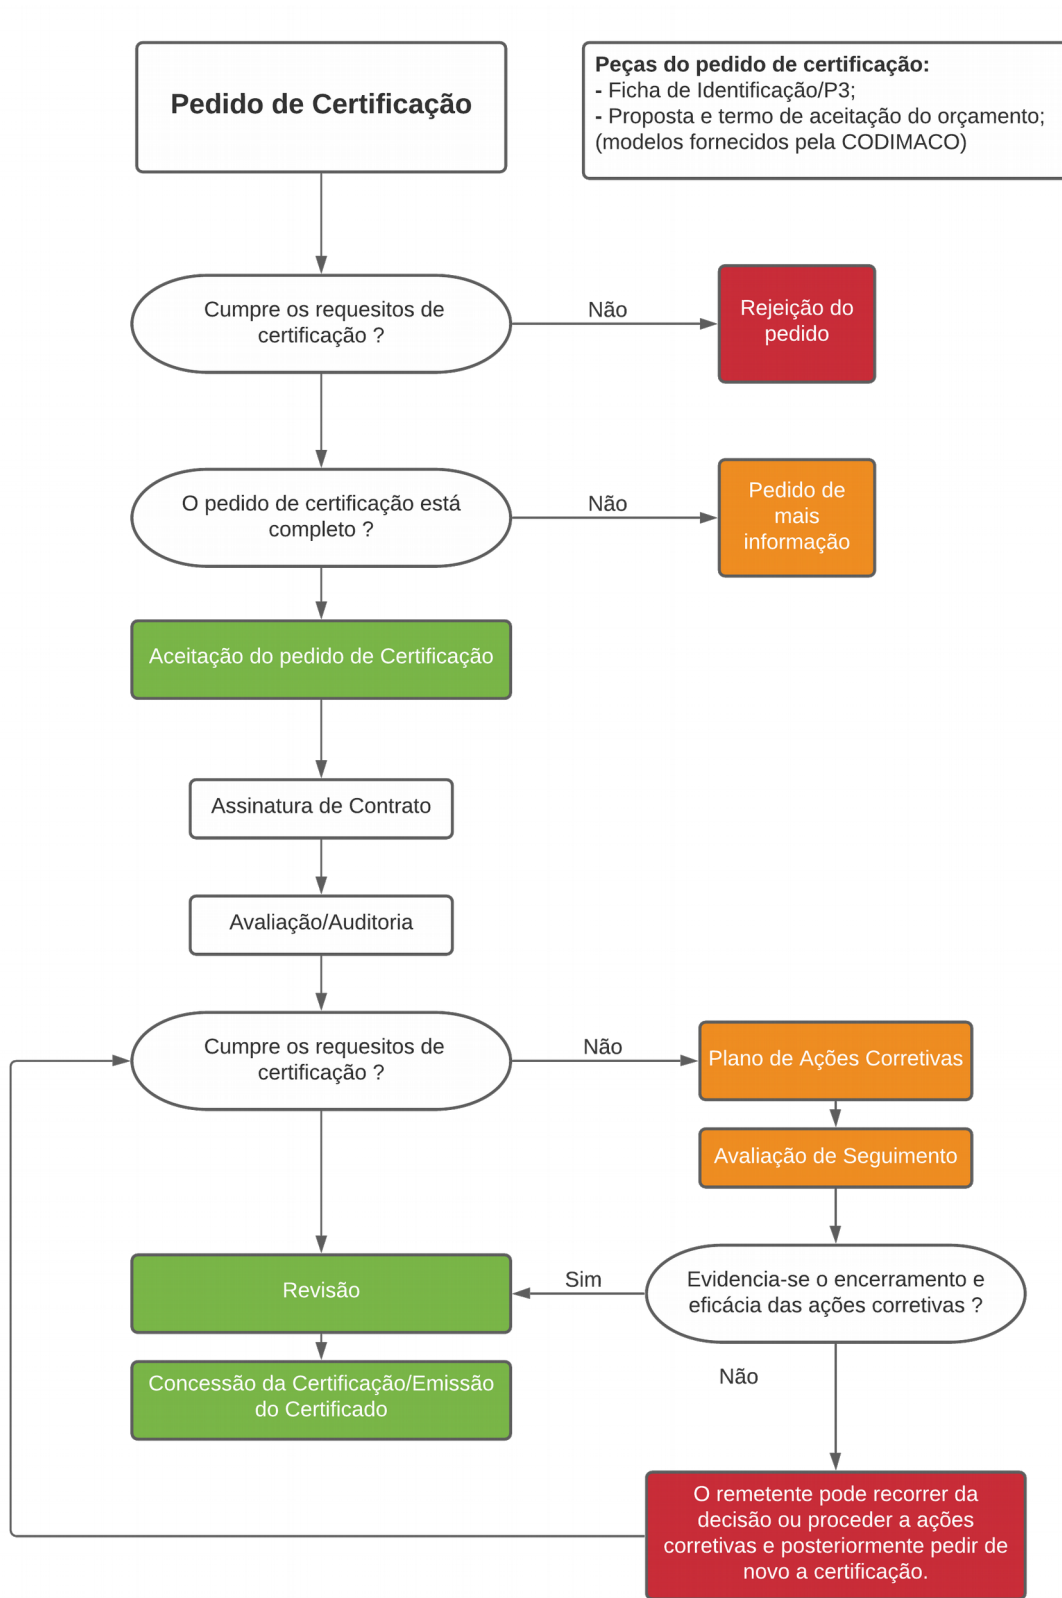 Pedido de Certificação
Peças do pedido de certificação:
- Ficha de Identificação/P3;
- Proposta e termo de aceitação do orçamento;
(modelos fornecidos pela CODIMACO)
Cumpre os requesitos de
certificação ?
Não
Rejeição do
pedido
O pedido de certificação está
completo ?
Não
Pedido de
mais
informação
Aceitação do pedido de Certificação
Assinatura de Contrato
Avaliação/Auditoria
Cumpre os requesitos de
certificação ?
Não
Plano de Ações Corretivas
Avaliação de Seguimento
Evidencia-se o encerramento e
eficácia das ações corretivas ?
Sim
Revisão
Concessão da Certificação/Emissão
do Certificado
Não
O remetente pode recorrer da
decisão ou proceder a ações
corretivas e posteriormente pedir de
novo a certificação.